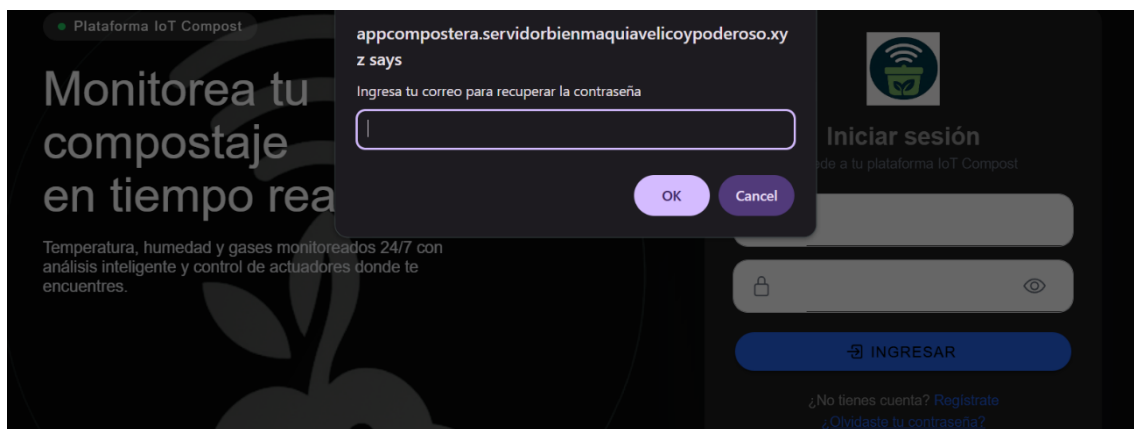 Plataforma IoT Compost
Monitorea tu
compostaje
en tiempo rea
Temperatura, humedad y gases monitoreados 24/7 con
análisis inteligente y control de actuadores donde te
encuentres.
appcompostera.servidorbienmaquiavelicoypoderoso.xy
z says
Ingresa tu correo para recuperar la contraseña
OK
Cancel
Iniciar sesión
ede a tu plataforma IoT Compost
INGRESAR
¿No tienes cuenta? Regístrate
¿Olvidaste tu contraseña?